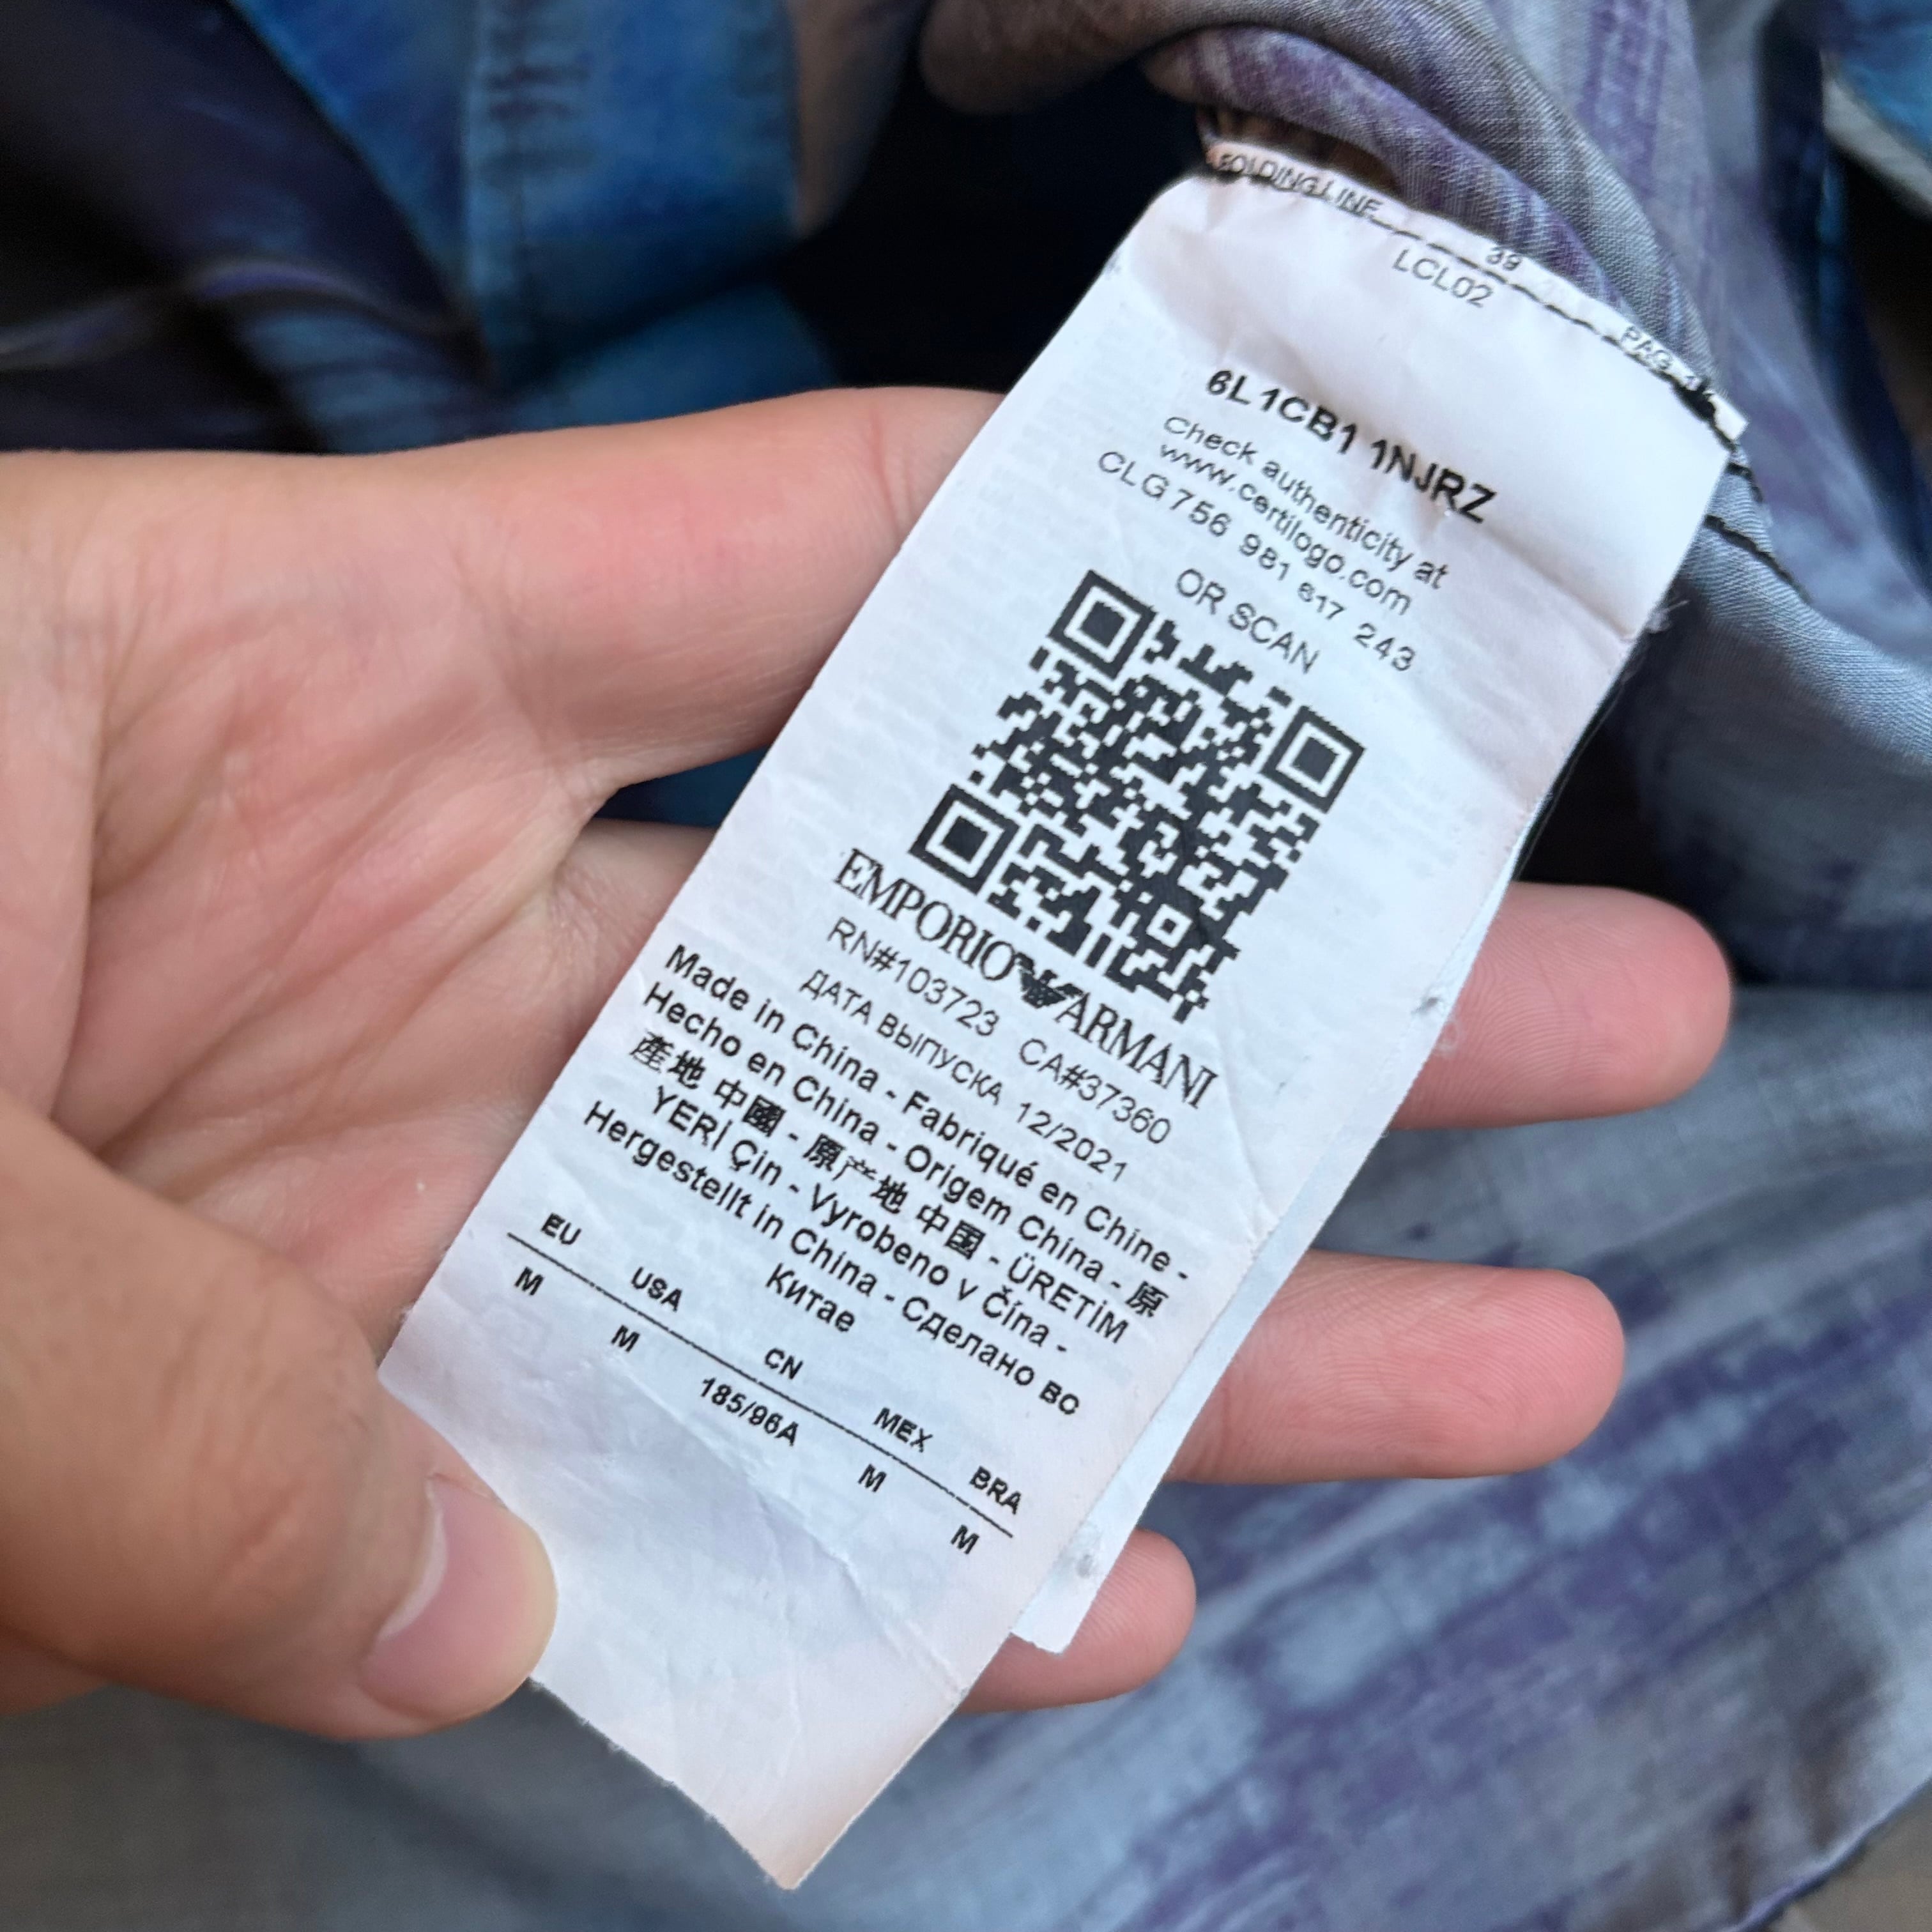 FOLDING LINE
39
LCL02
PAG. 1
6L1CB1 1NJRZ
Check authenticity at
www.certilogo.com
CLG 756 981 617 243
OR SCAN
EMPORIO ARMANI
RN#103723 CA#37360
ДАТА ВЫПУСКА 12/2021
Made in China - Fabriqué en Chine -
Hecho en China - Origem China - 原
產地 中國 - 原产地 中国 - ÜRETİM
YERİ Çin - Vyrobeno v Čína -
Hergestellt in China - Сделано во
Китае
EU USA CN MEX BRA
M M 185/96A M M